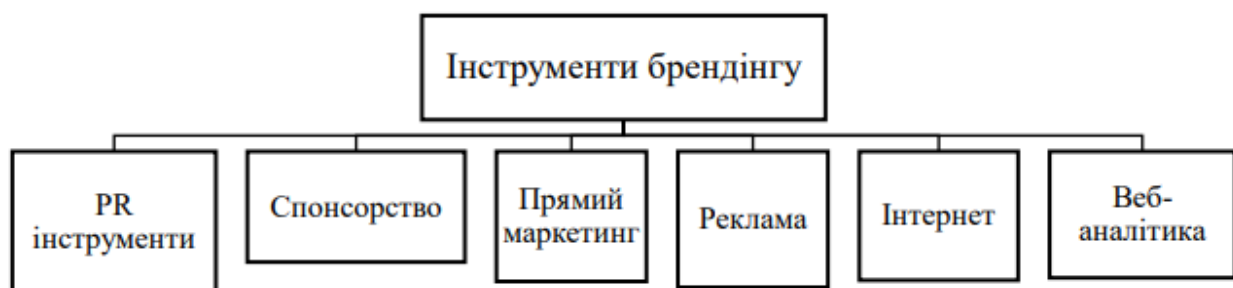 Інструменти брендінгу
PR
інструменти
Спонсорство
Прямий
маркетинг
Реклама
Інтернет
Веб-
аналітика